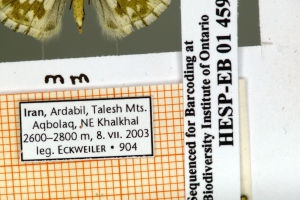 mm
Iran, Ardabil, Talesh Mts.
Aqbolaq, NE Khalkhal
2600–2800 m, 8. VII. 2003
leg. ECKWEILER • 904
Sequenced for Barcoding at
Biodiversity Institute of Ontario
HESP-EB 01 459